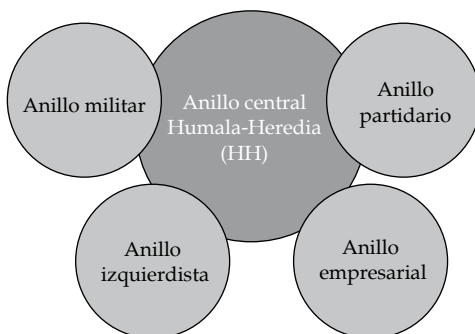 Anillo militar
Anillo central
Humala-Heredia
(HH)
Anillo
partidario
Anillo
izquierdista
Anillo
empresarial